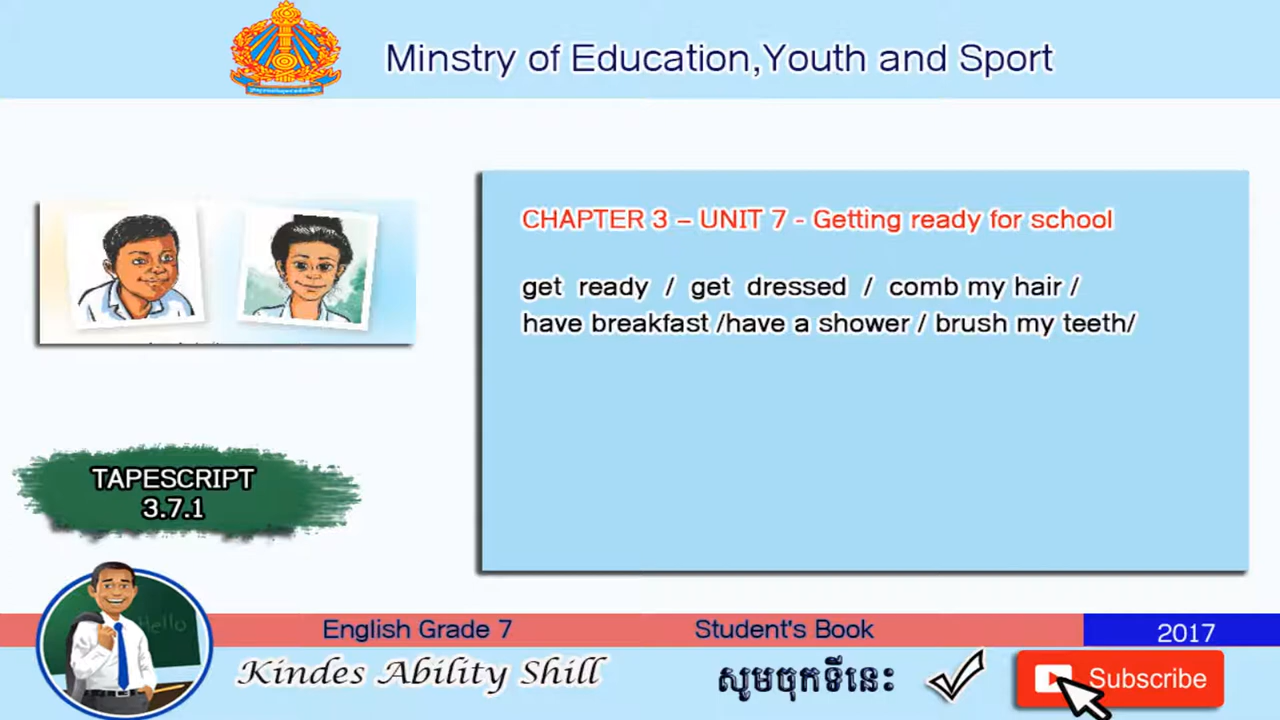 Minstry of Education,Youth and Sport
CHAPTER 3 – UNIT 7 - Getting ready for school
get ready / get dressed / comb my hair /
have breakfast /have a shower / brush my teeth/
TAPESCRIPT
3.7.1
Hello
English Grade 7
Student's Book
2017
Kindes Ability Shill
សូមចុចទីនេះ
Subscribe